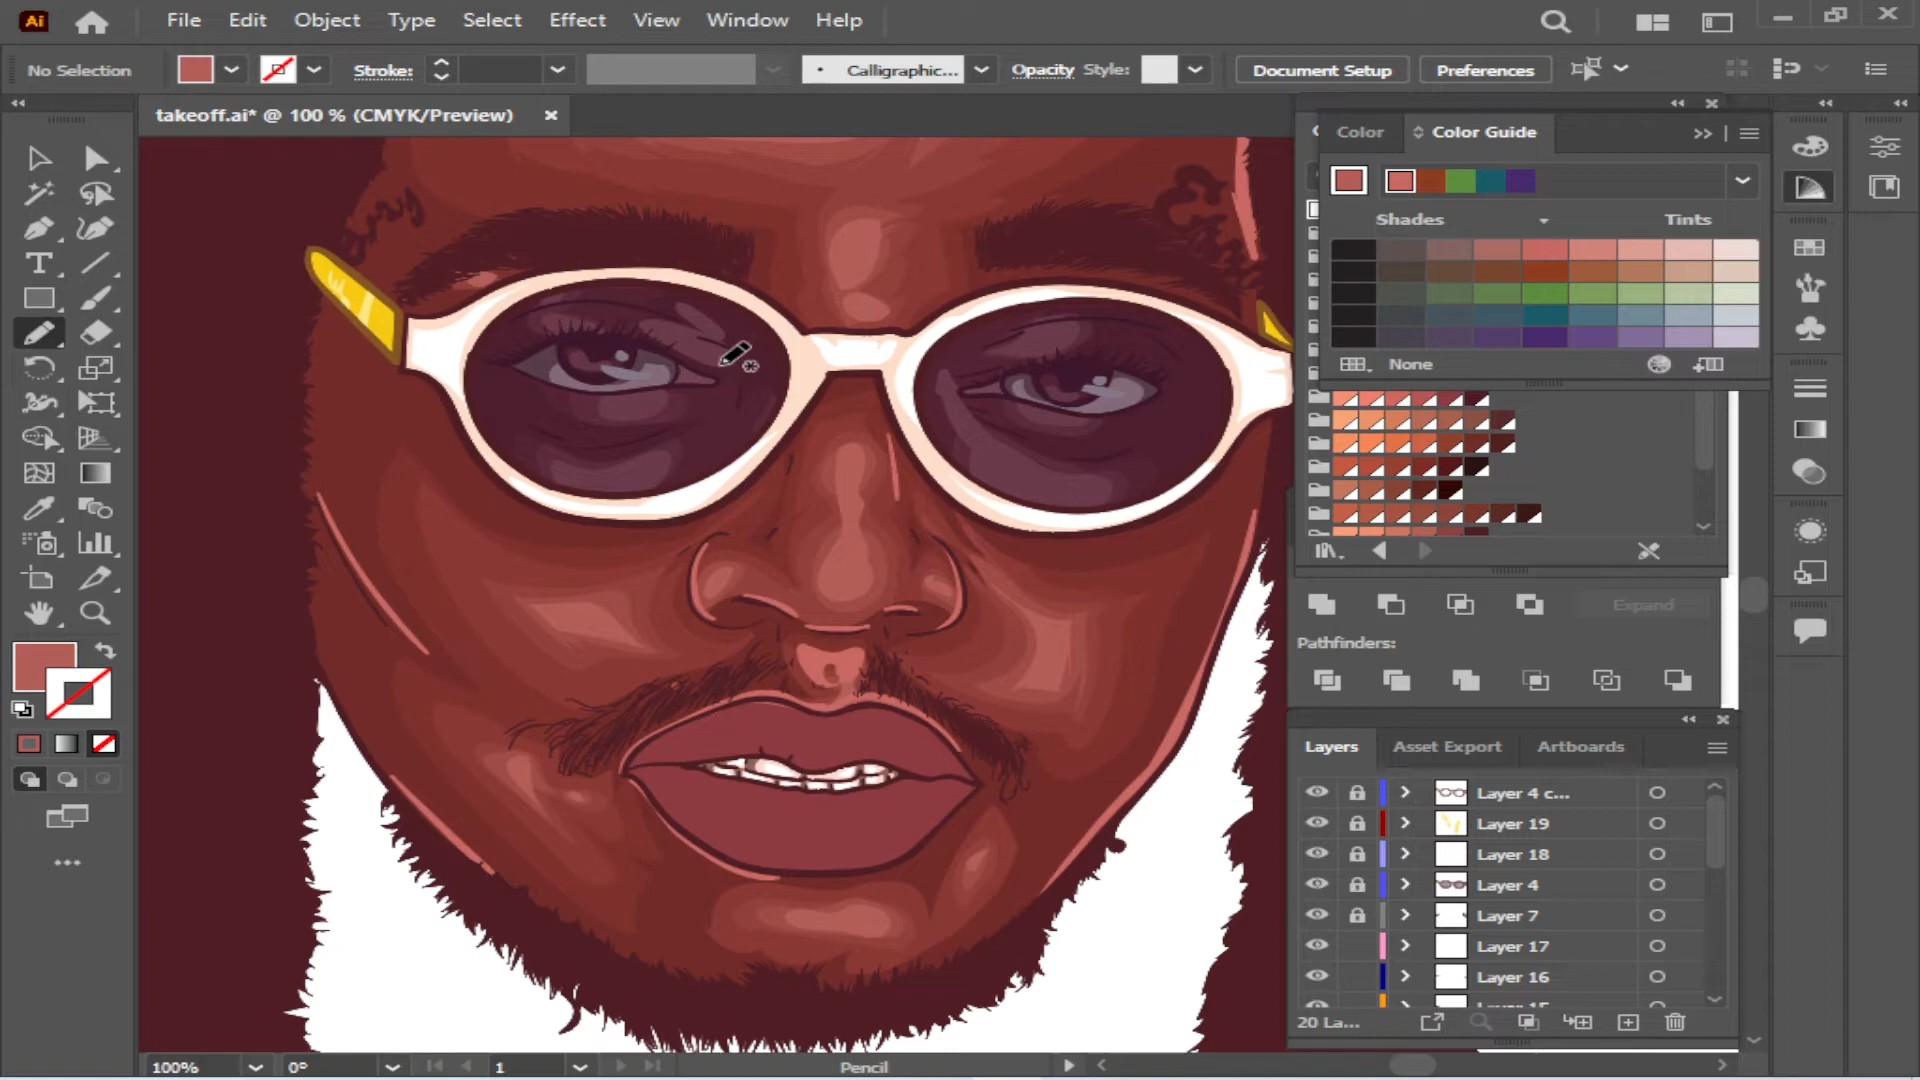 Ai File Edit Object Type Select Effect View Window Help
No Selection Stroke: Calligraphic... Opacity Style: Document Setup Preferences
takeoff.ai* @ 100 % (CMYK/Preview)
Color Color Guide
Shades Tints
None
Expand
Pathfinders:
Layers Asset Export Artboards
Layer 4 c...
Layer 19
Layer 18
Layer 4
Layer 7
Layer 17
Layer 16
20 La...
100% 0° 1 Pencil